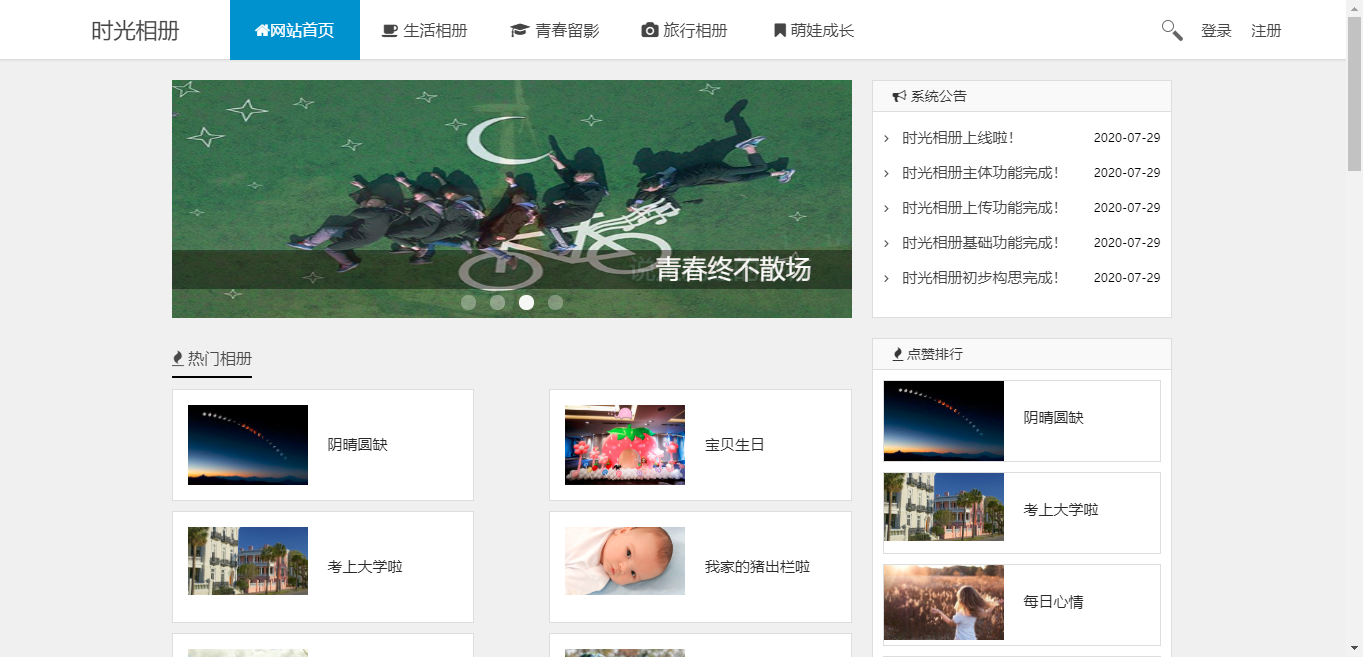 时光相册 网站首页 生活相册 青春留影 旅行相册 萌娃成长 登录 注册
青春终不散场
系统公告
时光相册上线啦! 2020-07-29
时光相册主体功能完成! 2020-07-29
时光相册上传功能完成! 2020-07-29
时光相册基础功能完成! 2020-07-29
时光相册初步构思完成! 2020-07-29
热门相册
阴晴圆缺
宝贝生日
考上大学啦
我家的猪出栏啦
点赞排行
阴晴圆缺
考上大学啦
每日心情